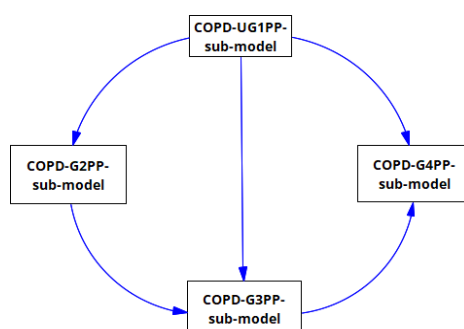 COPD-UG1PP-
sub-model
COPD-G2PP-
sub-model
COPD-G4PP-
sub-model
COPD-G3PP-
sub-model